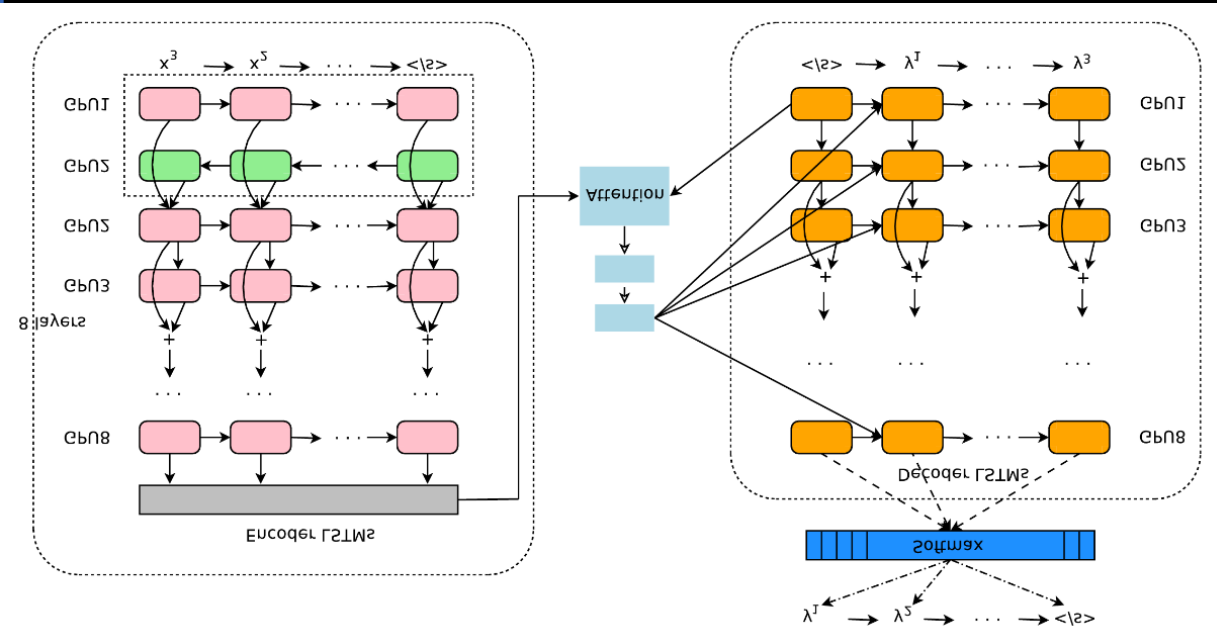 x3 x2 ... </s>
GPU1
GPU2
GPU2
GPU3
8 layers
+ + +
... ... ...
GPU8
Encoder LSTMs
Attention
</s> y1 ... y3
GPU1
GPU2
GPU3
+ + +
... ... ...
GPU8
Decoder LSTMs
Softmax
y1 y2 ... </s>